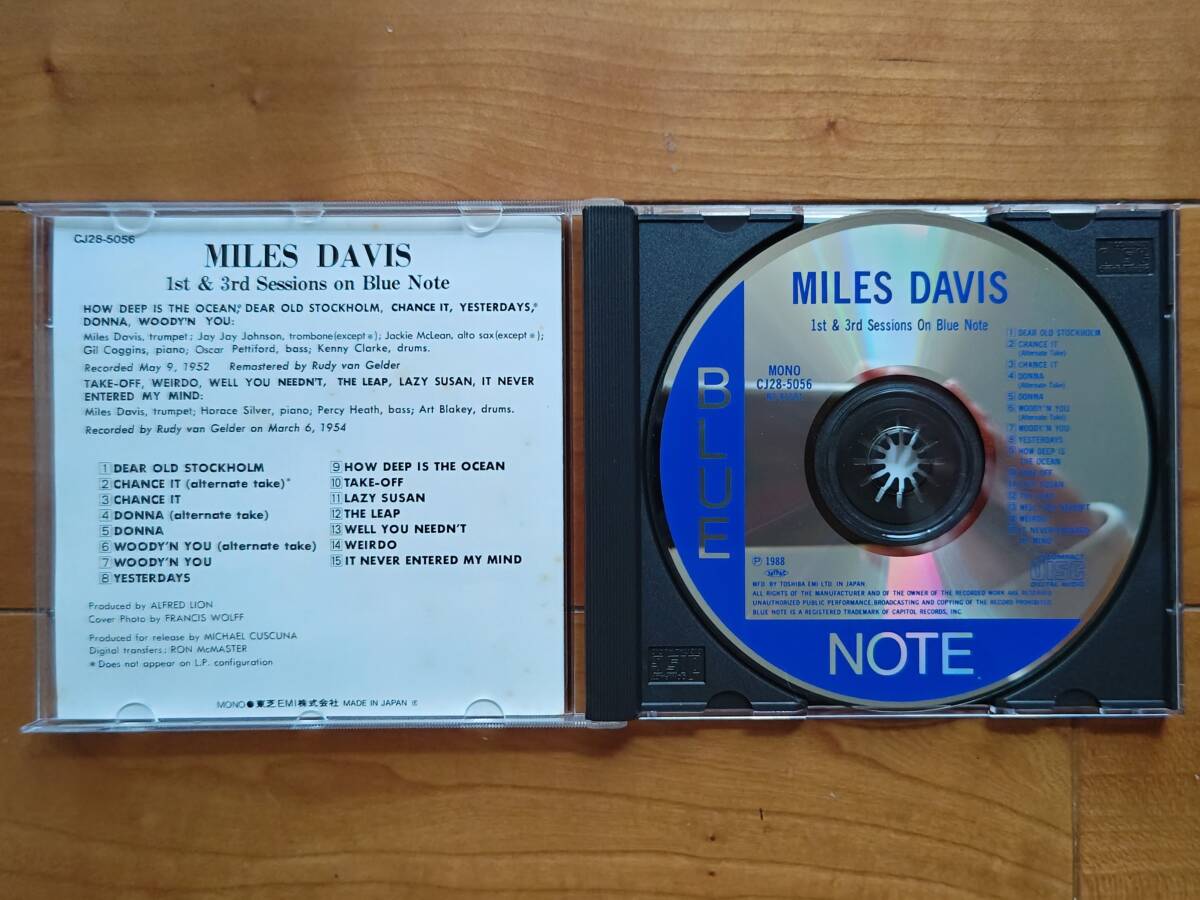 CJ28-5056
MILES DAVIS
1st & 3rd Sessions on Blue Note
HOW DEEP IS THE OCEAN,* DEAR OLD STOCKHOLM, CHANCE IT, YESTERDAYS,*
DONNA, WOODY'N YOU:
Miles Davis, trumpet; Jay Jay Johnson, trombone(except*); Jackie McLean, alto sax(except*);
Gil Coggins, piano; Oscar Pettiford, bass; Kenny Clarke, drums.
Recorded May 9, 1952 Remastered by Rudy van Gelder
TAKE-OFF, WEIRDO, WELL YOU NEEDN'T, THE LEAP, LAZY SUSAN, IT NEVER
ENTERED MY MIND:
Miles Davis, trumpet; Horace Silver, piano; Percy Heath, bass; Art Blakey, drums.
Recorded by Rudy van Gelder on March 6, 1954
1 DEAR OLD STOCKHOLM
2 CHANCE IT (alternate take)*
3 CHANCE IT
4 DONNA (alternate take)
5 DONNA
6 WOODY'N YOU (alternate take)
7 WOODY'N YOU
8 YESTERDAYS
9 HOW DEEP IS THE OCEAN
10 TAKE-OFF
11 LAZY SUSAN
12 THE LEAP
13 WELL YOU NEEDN'T
14 WEIRDO
15 IT NEVER ENTERED MY MIND
Produced by ALFRED LION
Cover Photo by FRANCIS WOLFF
Produced for release by MICHAEL CUSCUNA
Digital transfers: RON McMASTER
*Does not appear on L.P. configuration
MONO●東芝EMI株式会社 MADE IN JAPAN
MILES DAVIS
1st & 3rd Sessions On Blue Note
MONO
CJ28-5056
1 DEAR OLD STOCKHOLM
2 CHANCE IT
(Alternate Take)
3 CHANCE IT
4 DONNA
(Alternate Take)
5 DONNA
6 WOODY'N YOU
(Alternate Take)
7 WOODY'N YOU
8 YESTERDAYS
9 HOW DEEP IS
THE OCEAN
BLUE
NOTE
Ⓟ 1988
MFD. BY TOSHIBA EMI LTD. IN JAPAN.
ALL RIGHTS OF THE MANUFACTURER AND OF THE OWNER OF THE RECORDED WORK ARE RESERVED.
UNAUTHORIZED PUBLIC PERFORMANCE, BROADCASTING AND COPYING OF THE RECORD PROHIBITED.
BLUE NOTE IS A REGISTERED TRADEMARK OF CAPITOL RECORDS, INC.
COMPACT
DISC
DIGITAL AUDIO